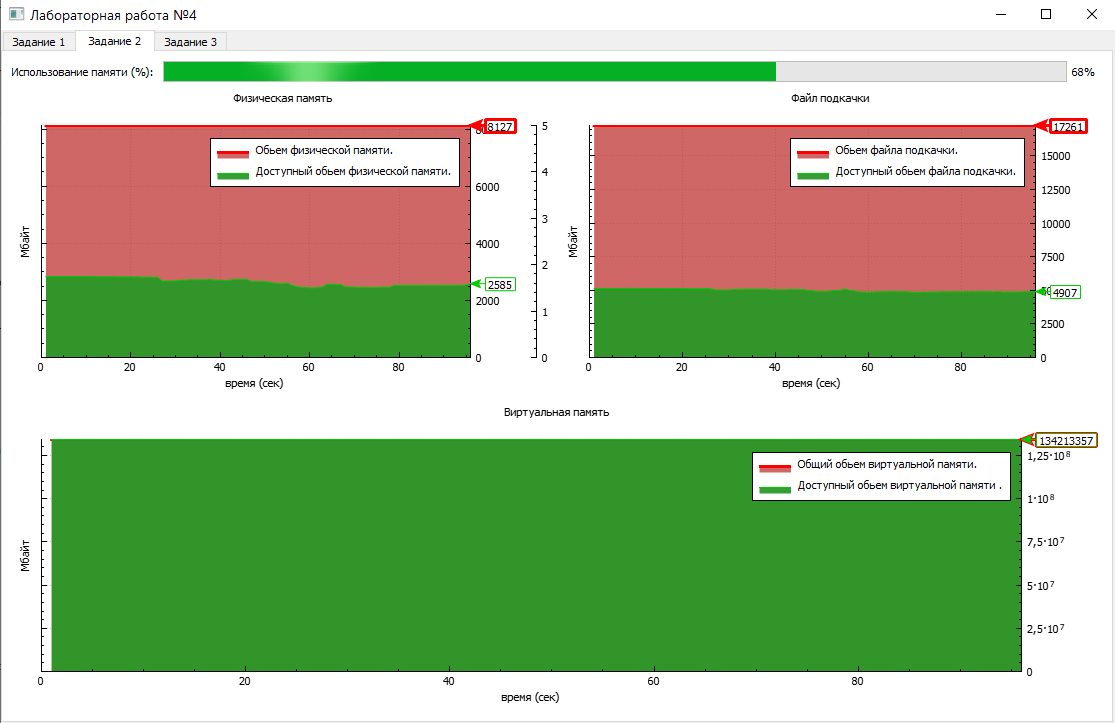 Лабораторная работа №4
Задание 1 Задание 2 Задание 3
Использование памяти (%): 68%
Физическая память
Мбайт
Обьем физической памяти.
Доступный обьем физической памяти.
8127
6000
4000
2585
2000
0
5
4
3
2
1
0
0 20 40 60 80
время (сек)
Файл подкачки
Мбайт
Обьем файла подкачки.
Доступный обьем файла подкачки.
17261
15000
12500
10000
7500
4907
2500
0
0 20 40 60 80
время (сек)
Виртуальная память
Мбайт
Общий обьем виртуальной памяти.
Доступный обьем виртуальной памяти .
134213357
1,25·10⁸
1·10⁸
7,5·10⁷
5·10⁷
2,5·10⁷
0
0 20 40 60 80
время (сек)